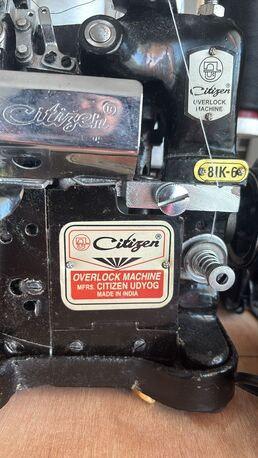 Citizen
Citizen
OVERLOCK
MACHINE
81K-6
Citizen ®
OVERLOCK MACHINE
MFRS. CITIZEN UDYOG
MADE IN INDIA